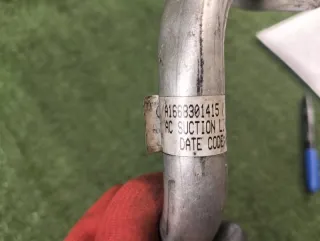 A1668301415
AC SUCTION
DATE CODE